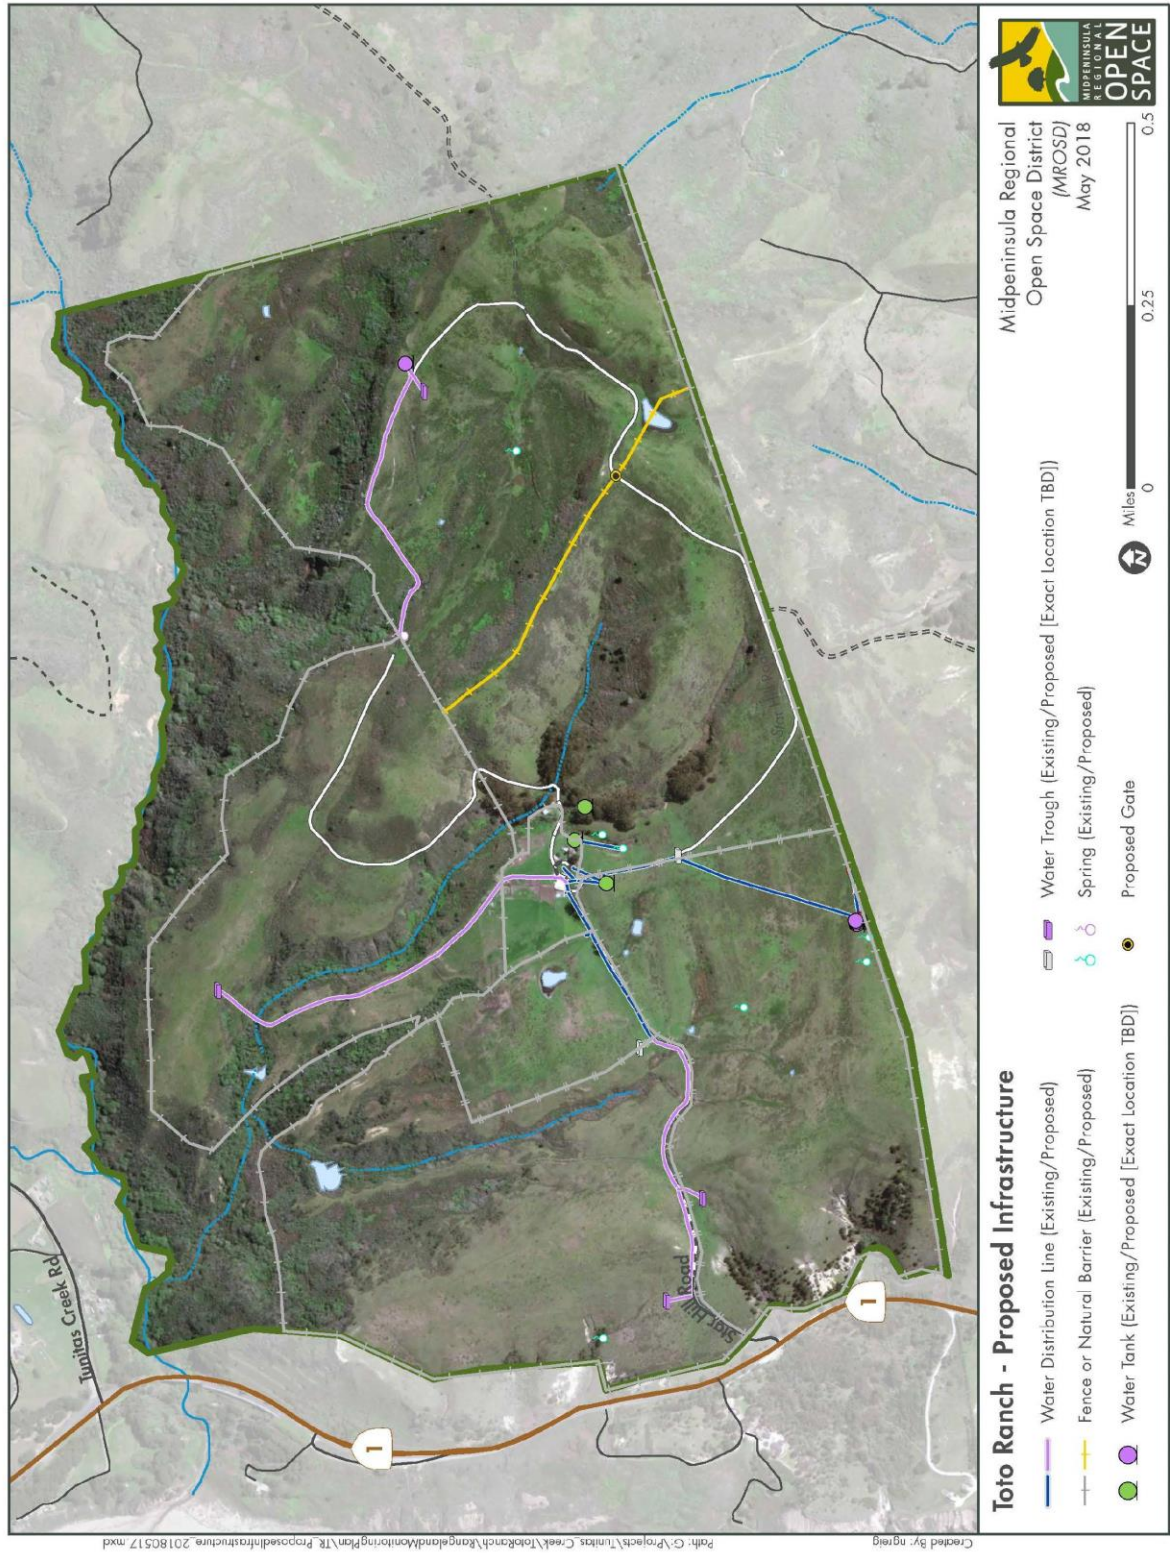 Tunitas Creek Rd
1
Star Hill Road
1
Toto Ranch - Proposed Infrastructure
Water Distribution Line (Existing/Proposed)
Fence or Natural Barrier (Existing/Proposed)
Water Tank (Existing/Proposed [Exact Location TBD])
Water Trough (Existing/Proposed [Exact Location TBD])
Spring (Existing/Proposed)
Proposed Gate
Midpeninsula Regional
Open Space District
(MROSD)
May 2018
MIDPENINSULA
REGIONAL
OPEN
SPACE
N
Miles
0
0.25
0.5
Path: G:\Projects\Tunitas_Creek\TotoRanch\RangelandMonitoringPlan\TR_ProposedInfrastructure_20180517.mxd
Created By: ngreig